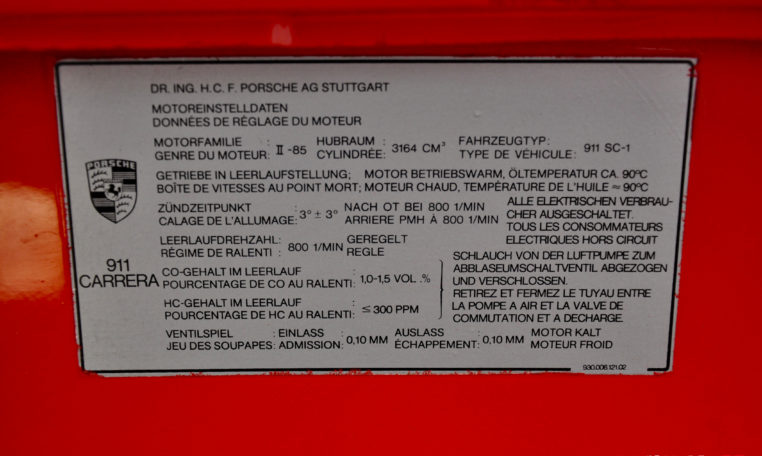 DR. ING. H.C. F. PORSCHE AG STUTTGART
MOTOREINSTELLDATEN
DONNÉES DE RÉGLAGE DU MOTEUR
MOTORFAMILIE : II -85 HUBRAUM : 3164 CM³ FAHRZEUGTYP: 911 SC-1
GENRE DU MOTEUR: CYLINDRÉE: TYPE DE VÉHICULE:
GETRIEBE IN LEERLAUFSTELLUNG; MOTOR BETRIEBSWARM, ÖLTEMPERATUR CA. 90°C
BOÎTE DE VITESSES AU POINT MORT; MOTEUR CHAUD, TEMPÉRATURE DE L'HUILE ≈ 90°C
PORSCHE
ZÜNDZEITPUNKT : 3° ± 3° NACH OT BEI 800 1/MIN
CALAGE DE L'ALLUMAGE: ARRIERE PMH À 800 1/MIN
ALLE ELEKTRISCHEN VERBRAU-
CHER AUSGESCHALTET.
TOUS LES CONSOMMATEURS
ELECTRIQUES HORS CIRCUIT
LEERLAUFDREHZAHL: 800 1/MIN GEREGELT
RÉGIME DE RALENTI : REGLE
911
CARRERA
CO-GEHALT IM LEERLAUF : 1,0-1,5 VOL .%
POURCENTAGE DE CO AU RALENTI:
HC-GEHALT IM LEERLAUF : ≤ 300 PPM
POURCENTAGE DE HC AU RALENTI:
SCHLAUCH VON DER LUFTPUMPE ZUM
ABBLASEUMSCHALTVENTIL ABGEZOGEN
UND VERSCHLOSSEN.
RETIREZ ET FERMEZ LE TUYAU ENTRE
LA POMPE A AIR ET LA VALVE DE
COMMUTATION ET A DECHARGE.
VENTILSPIEL : EINLASS : 0,10 MM AUSLASS : 0,10 MM MOTOR KALT
JEU DES SOUPAPES: ADMISSION: ÉCHAPPEMENT: MOTEUR FROID
930.006.121.02